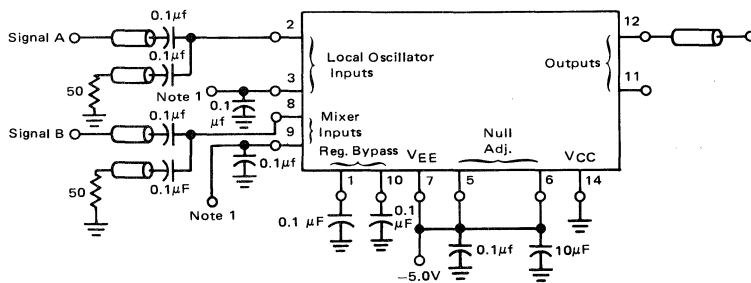 0.1µf
2
12
Signal A
Local Oscillator
Inputs
Outputs
0.1µf
3
11
50
Note 1
0.1
µf
8
0.1µf
Mixer
Inputs
Signal B
9
Null
Adj.
Reg. Bypass
VEE
VCC
0.1µf
0.1µF
1
10
7
5
6
14
50
Note 1
0.1
µF
0.1
µF
0.1µf
10µF
−5.0V